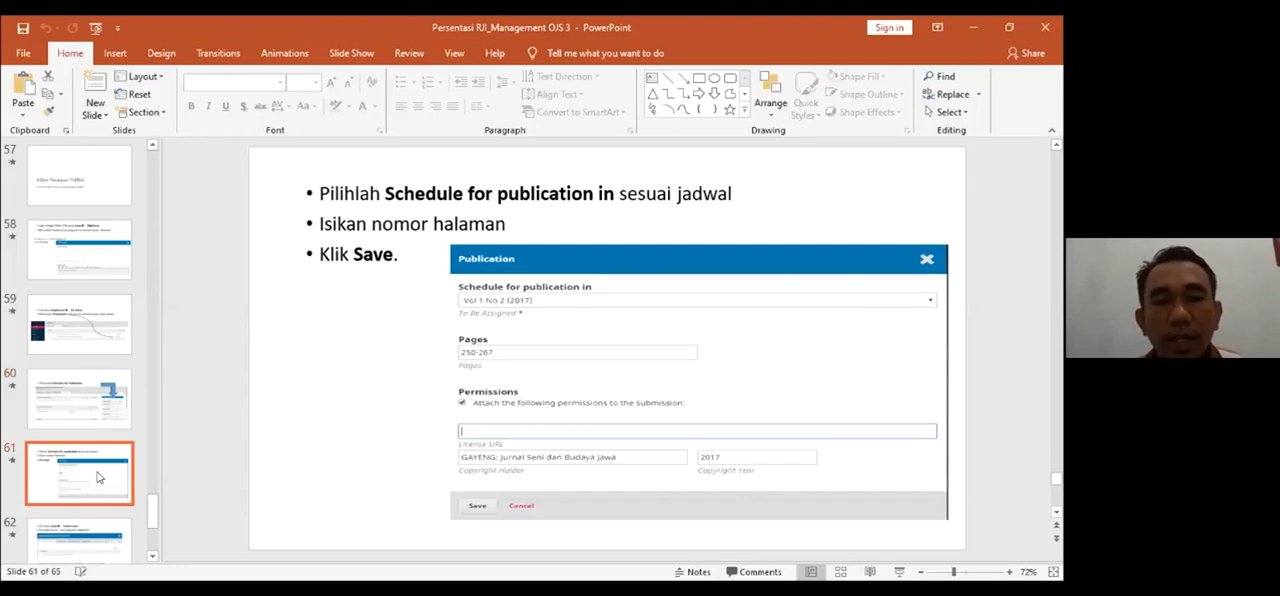 Persentasi RJI_Management OJS 3 - PowerPoint
Sign in
File
Home
Insert
Design
Transitions
Animations
Slide Show
Review
View
Help
Tell me what you want to do
Share
Paste
Clipboard
New Slide
Layout
Reset
Section
Slides
B I U S abc AV Aa A
Font
Text Direction
Align Text
Convert to SmartArt
Paragraph
Arrange
Quick Styles
Shape Fill
Shape Outline
Shape Effects
Drawing
Find
Replace
Select
Editing
57
58
59
60
61
62
• Pilihlah Schedule for publication in sesuai jadwal
• Isikan nomor halaman
• Klik Save.
Publication
Schedule for publication in
Vol 1 No 2 (2017)
To Be Assigned *
Pages
250-267
Pages
Permissions
Attach the following permissions to the submission:
License URL
GAYENG: Jurnal Seni dan Budaya Jawa
2017
Copyright Holder
Copyright Year
Save
Cancel
Slide 61 of 65
Notes
Comments
72%